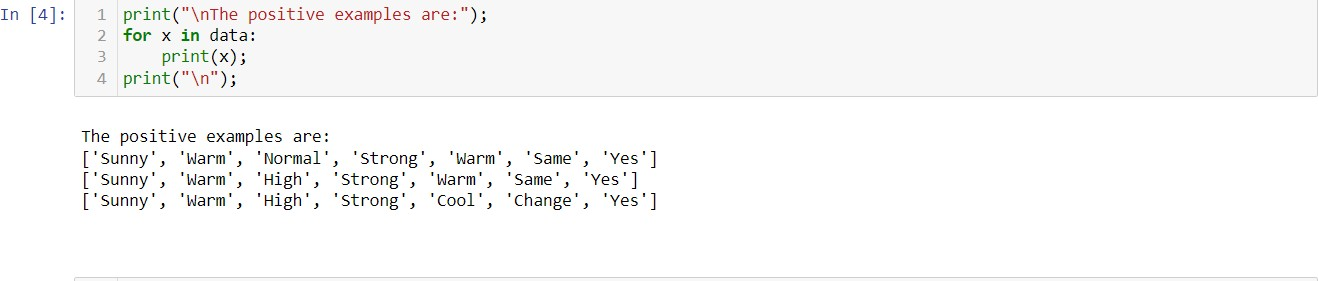 In [4]:
1 print("\nThe positive examples are:");
2 for x in data:
3     print(x);
4 print("\n");
The positive examples are:
['Sunny', 'Warm', 'Normal', 'Strong', 'Warm', 'Same', 'Yes']
['Sunny', 'Warm', 'High', 'Strong', 'Warm', 'Same', 'Yes']
['Sunny', 'Warm', 'High', 'Strong', 'Cool', 'Change', 'Yes']